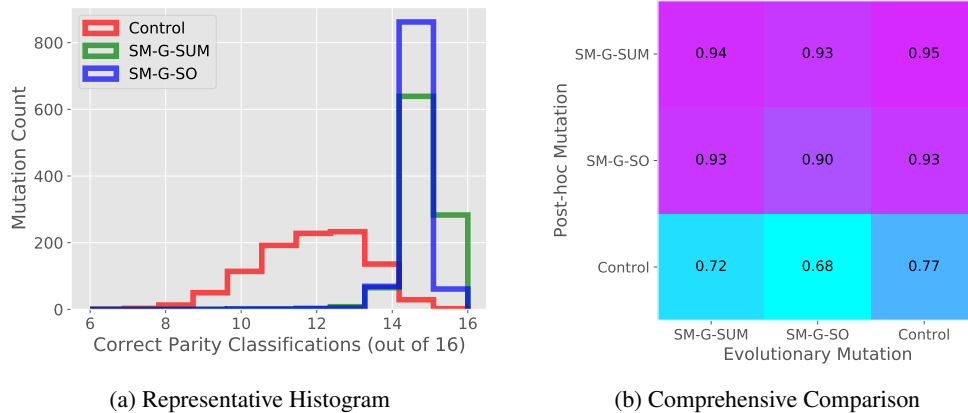 Control
SM-G-SUM
SM-G-SO
Mutation Count
800
600
400
200
0
6 8 10 12 14 16
Correct Parity Classifications (out of 16)
(a) Representative Histogram
Post-hoc Mutation
SM-G-SUM 0.94 0.93 0.95
SM-G-SO 0.93 0.90 0.93
Control 0.72 0.68 0.77
SM-G-SUM SM-G-SO Control
Evolutionary Mutation
(b) Comprehensive Comparison